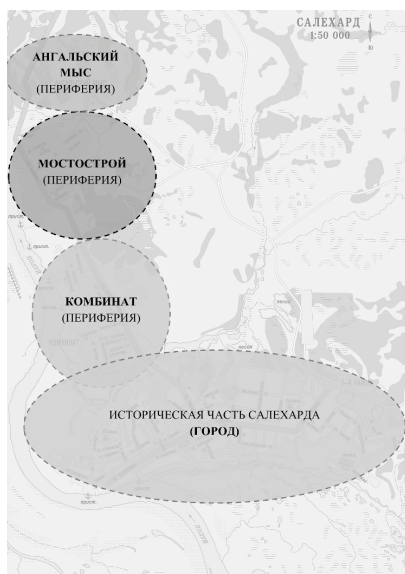 САЛЕХАРД
1:50 000
С
Ю
АНГАЛЬСКИЙ
МЫС
(ПЕРИФЕРИЯ)
МОСТОСТРОЙ
(ПЕРИФЕРИЯ)
КОМБИНАТ
(ПЕРИФЕРИЯ)
ИСТОРИЧЕСКАЯ ЧАСТЬ САЛЕХАРДА
(ГОРОД)